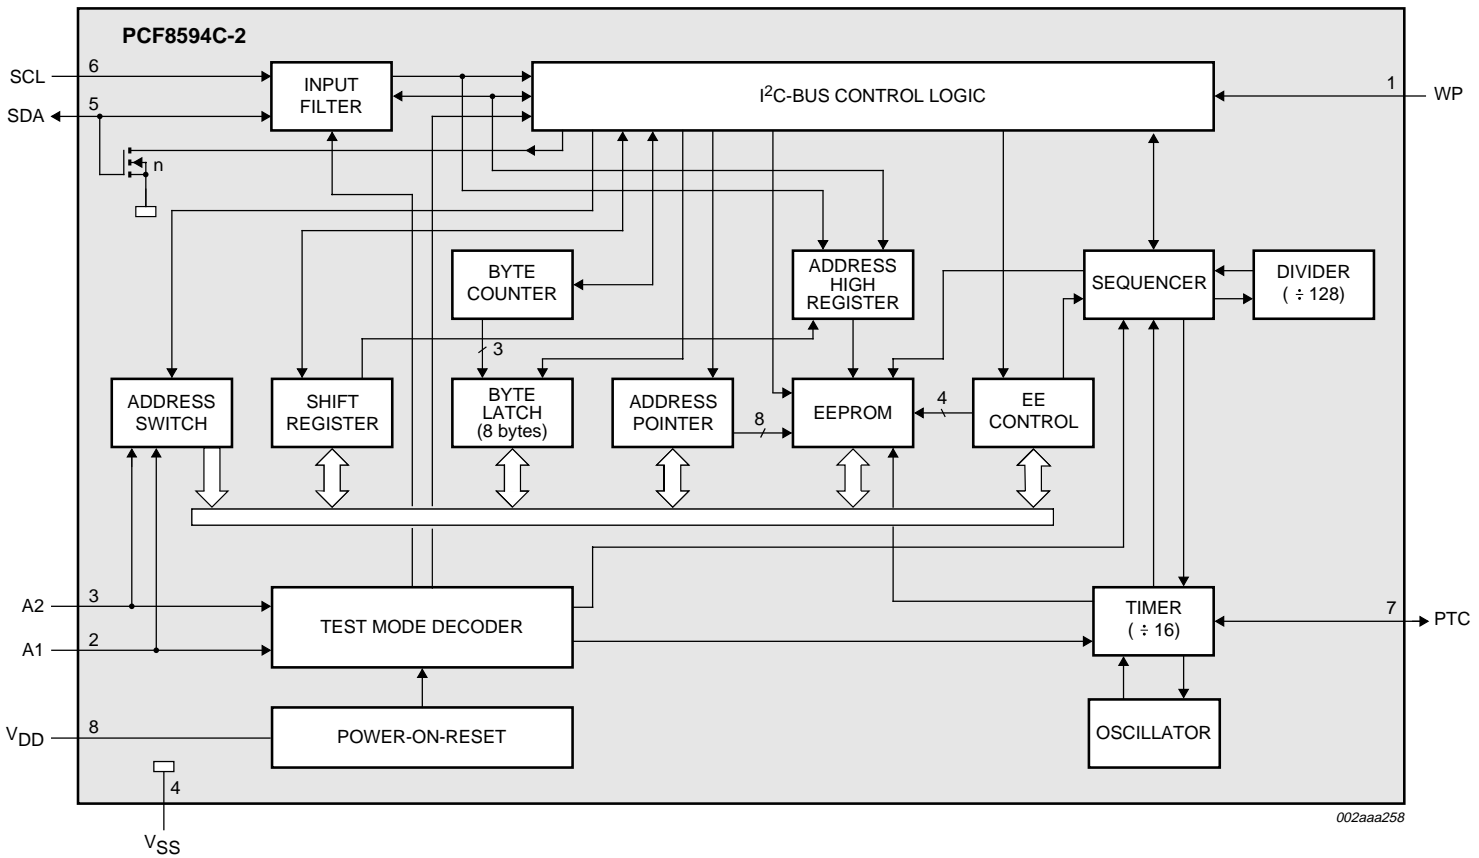 PCF8594C-2
SCL
6
SDA
5
n
INPUT
FILTER
I²C-BUS CONTROL LOGIC
1
WP
BYTE
COUNTER
3
ADDRESS
HIGH
REGISTER
SEQUENCER
DIVIDER
( ÷ 128)
ADDRESS
SWITCH
SHIFT
REGISTER
BYTE
LATCH
(8 bytes)
ADDRESS
POINTER
8
EEPROM
4
EE
CONTROL
A2
3
A1
2
TEST MODE DECODER
TIMER
( ÷ 16)
7
PTC
VDD
8
POWER-ON-RESET
OSCILLATOR
4
VSS
002aaa258